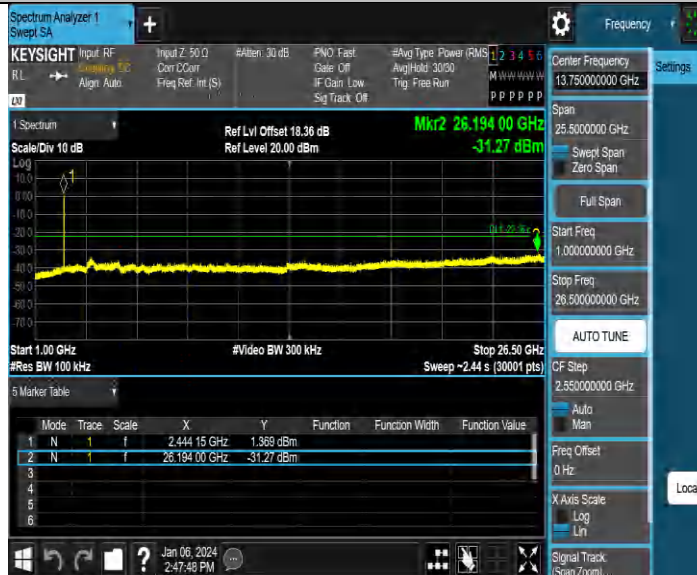 Spectrum Analyzer 1
Swept SA
Frequency
KEYSIGHT
Input: RF
Input Z: 50 Ω
#Atten: 30 dB
PNO: Fast
#Avg Type: Power (RMS)
1 2 3 4 5 6
RL
Corr CCorr
Gate: Off
Avg|Hold: 30/30
M W W W W W
Align: Auto
Freq Ref: Int (S)
IF Gain: Low
Trig: Free Run
Sig Track: Off
P P P P P P
LXI
1 Spectrum
Ref Lvl Offset 18.36 dB
Mkr2 26.194 00 GHz
Scale/Div 10 dB
Ref Level 20.00 dBm
-31.27 dBm
Log
10.0
0.00
-10.0
-20.0
-30.0
-40.0
-50.0
-60.0
-70.0
1
2
Start 1.00 GHz
#Video BW 300 kHz
Stop 26.50 GHz
#Res BW 100 kHz
Sweep ~2.44 s (30001 pts)
5 Marker Table
Mode Trace Scale X Y Function Function Width Function Value
1 N 1 f 2.444 15 GHz 1.369 dBm
2 N 1 f 26.194 00 GHz -31.27 dBm
3
4
5
6
Jan 06, 2024
2:47:48 PM
Center Frequency
13.750000000 GHz
Settings
Span
25.5000000 GHz
Swept Span
Zero Span
Full Span
Start Freq
1.000000000 GHz
Stop Freq
26.500000000 GHz
AUTO TUNE
CF Step
2.550000000 GHz
Auto
Man
Freq Offset
0 Hz
Loca
X Axis Scale
Log
Lin
Signal Track
(Span Zoom)